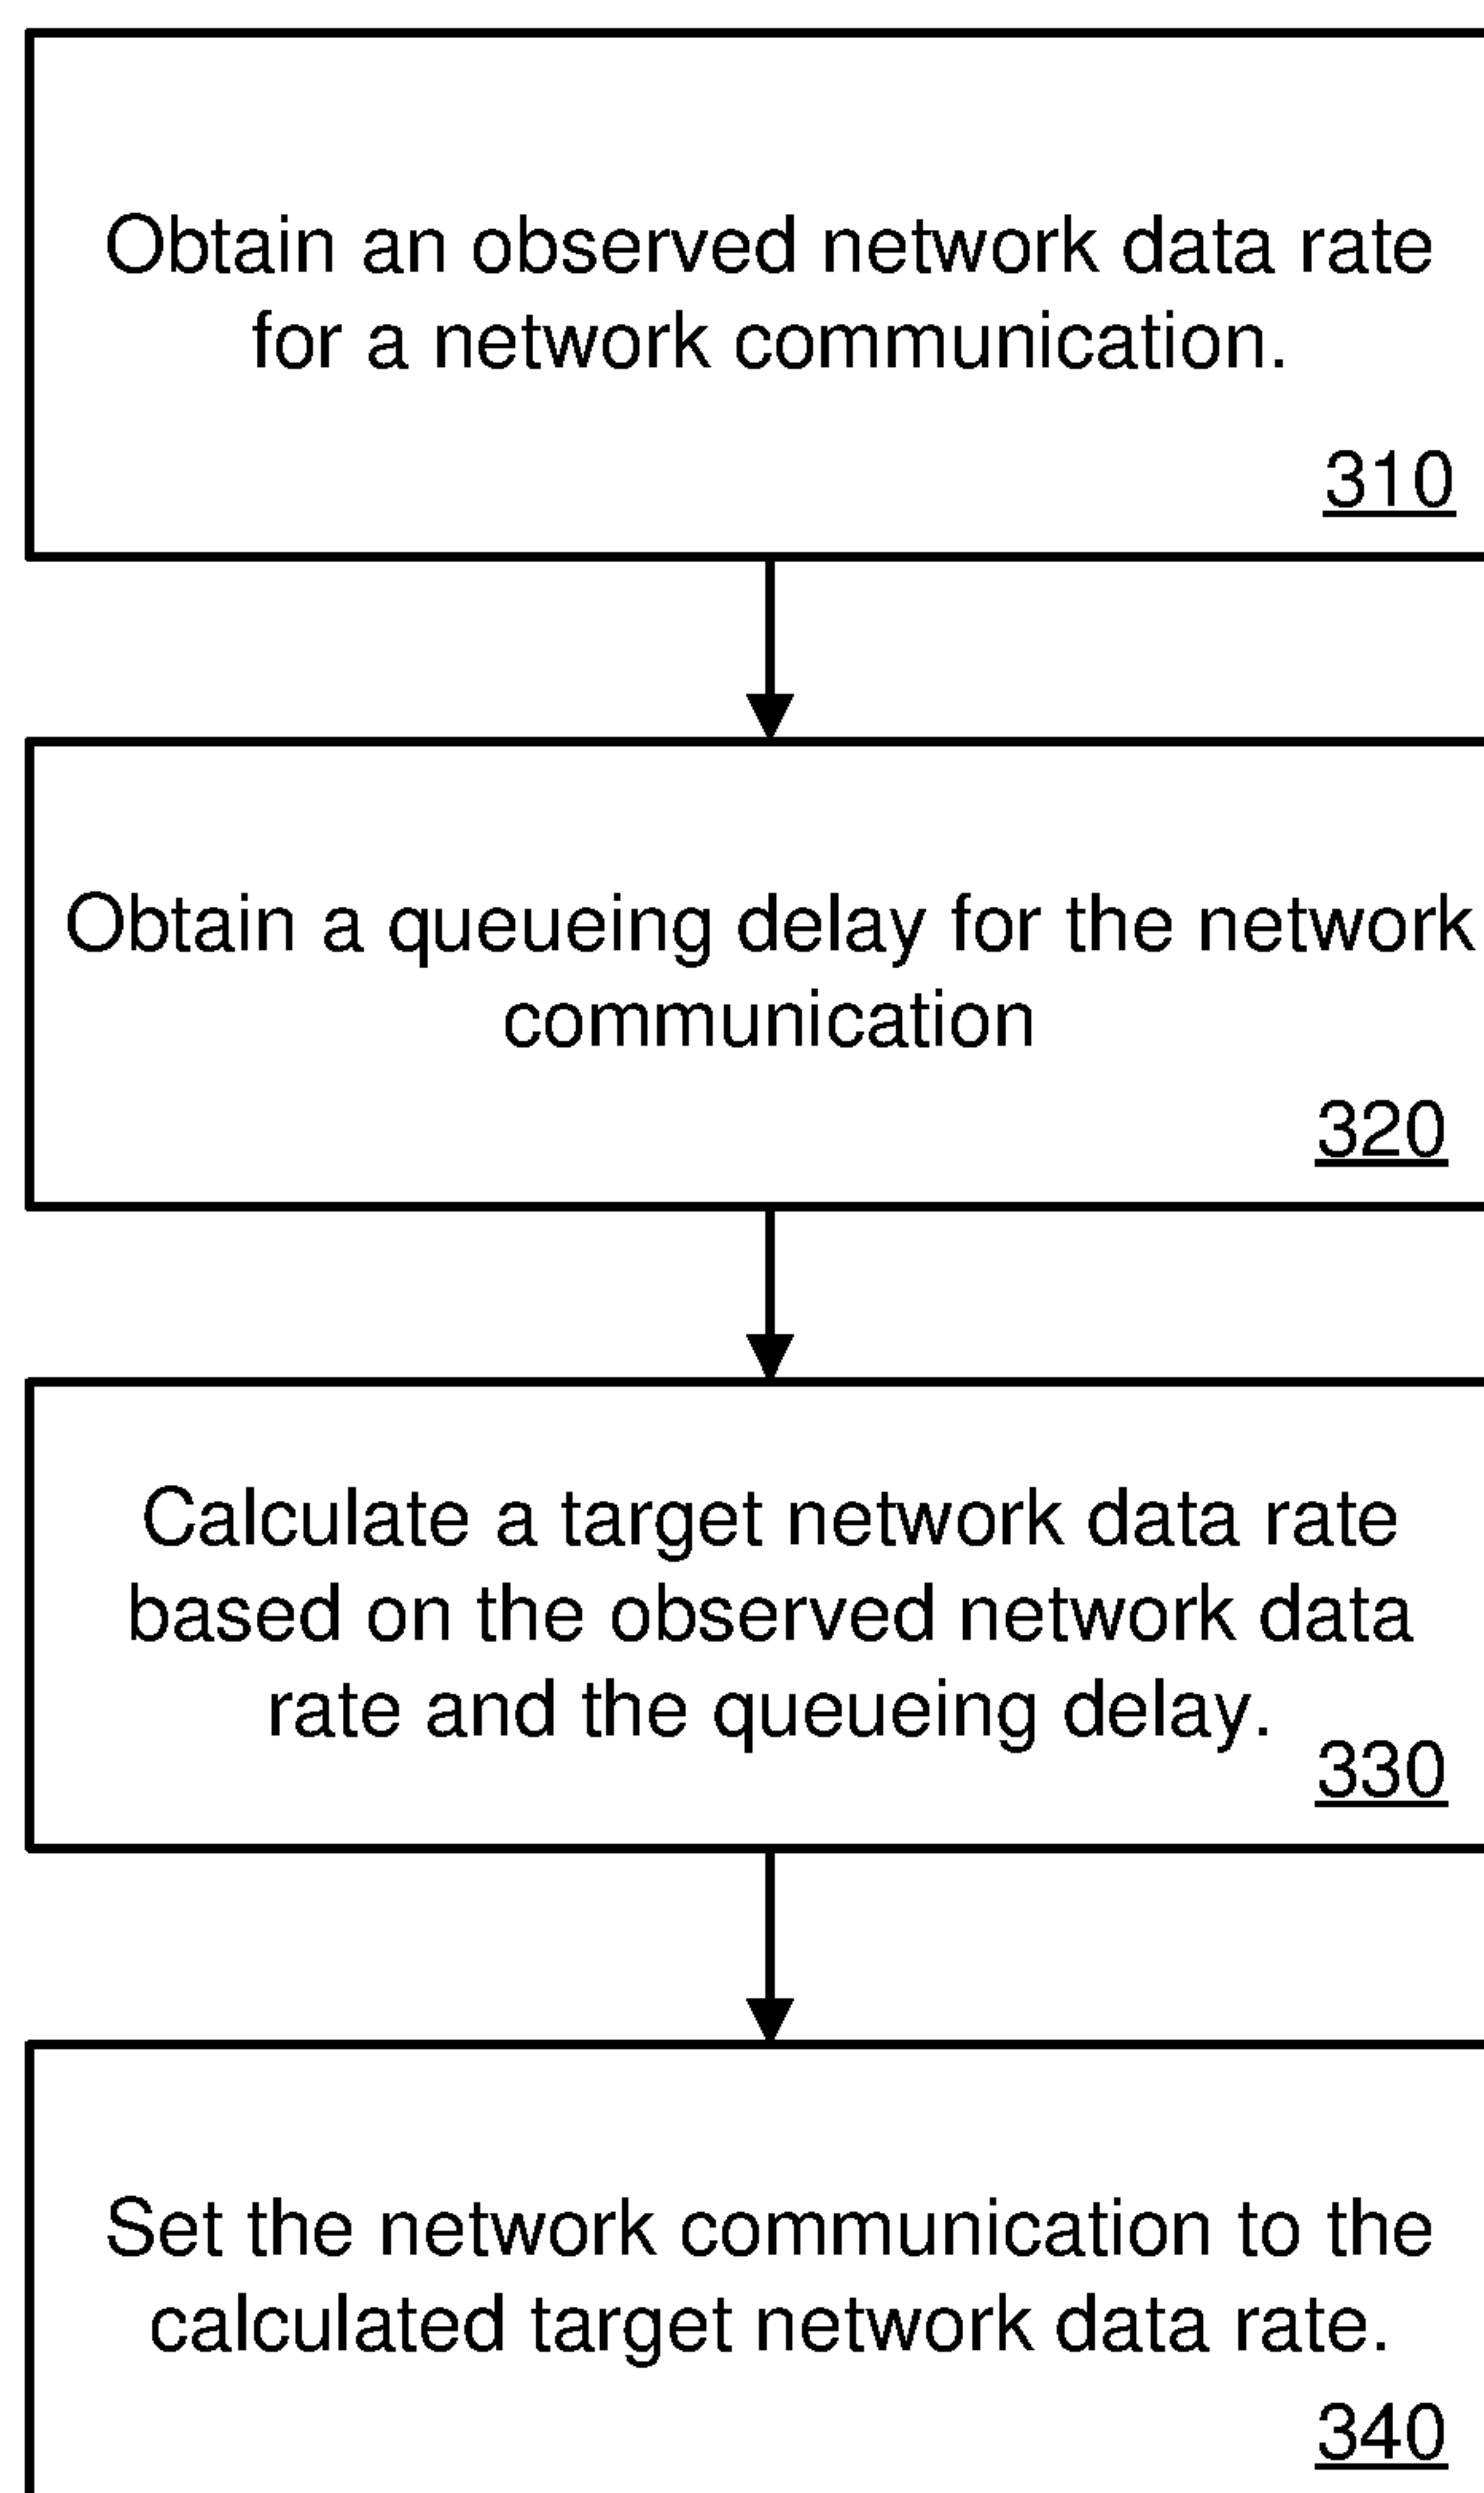 Obtain an observed network data rate
for a network communication.
310
Obtain a queueing delay for the network
communication
320
Calculate a target network data rate
based on the observed network data
rate and the queueing delay.
330
Set the network communication to the
calculated target network data rate.
340